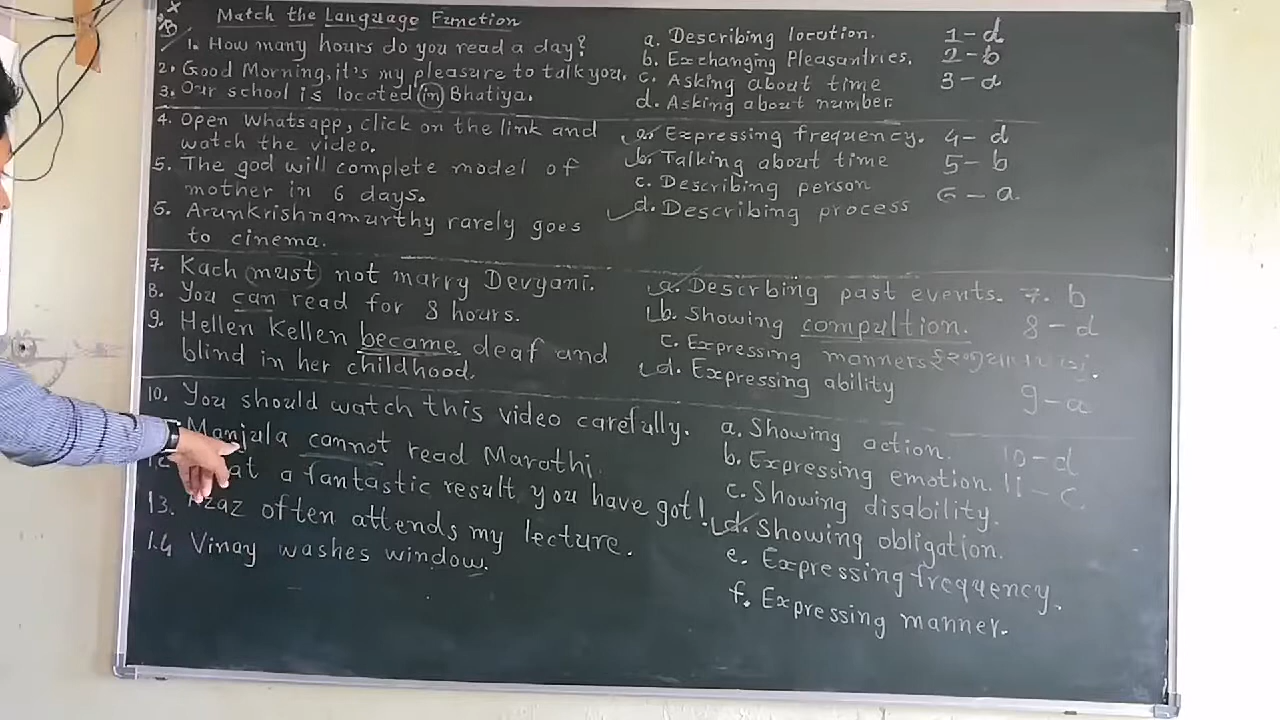 Match the Language Function
1. How many hours do you read a day? a. Describing location. 1-d
2. Good Morning, it's my pleasure to talk you. b. Exchanging Pleasantries. 2-b
3. Our school is located in Bhatiya. c. Asking about time 3-a
d. Asking about number.
4. Open Whatsapp, click on the link and a. Expressing frequency. 4-d
watch the video. b. Talking about time 5-b
5. The god will complete model of c. Describing person 6-a.
mother in 6 days. d. Describing process
6. Arunkrishnamurthy rarely goes
to cinema.
7. Kach must not marry Devyani. a. Descrbing past events. 7. b
8. You can read for 8 hours. b. Showing compultion. 8-d
9. Hellen Kellen became deaf and c. Expressing manners
blind in her childhood. d. Expressing ability 9-a
10. You should watch this video carefully. a. Showing action. 10-d
Manjula cannot read Marathi. b. Expressing emotion. 11-c
12. at a fantastic result you have got! c. Showing disability.
13. Azaz often attends my lecture. d. Showing obligation.
14 Vinay washes window. e. Expressing frequency.
f. Expressing manner.